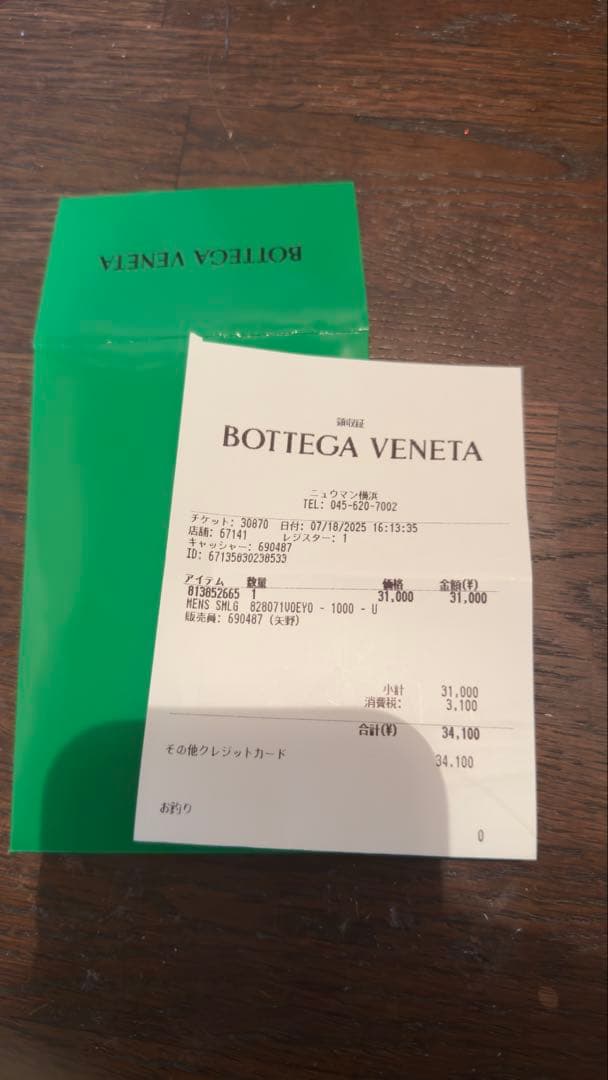 BOTTEGA VENETA
領収証
BOTTEGA VENETA
ニュウマン横浜
TEL: 045-620-7002
チケット: 30870 日付: 07/18/2025 16:13:35
店舗: 67141 レジスター: 1
キャッシャー: 690487
ID: 67135830238533
アイテム 数量 価格 金額(¥)
813852665 1 31,000 31,000
MENS SMLG 828071V0EY0 - 1000 - U
販売員: 690487 (矢野)
小計 31,000
消費税: 3,100
合計(¥) 34,100
その他クレジットカード 34,100
お釣り 0